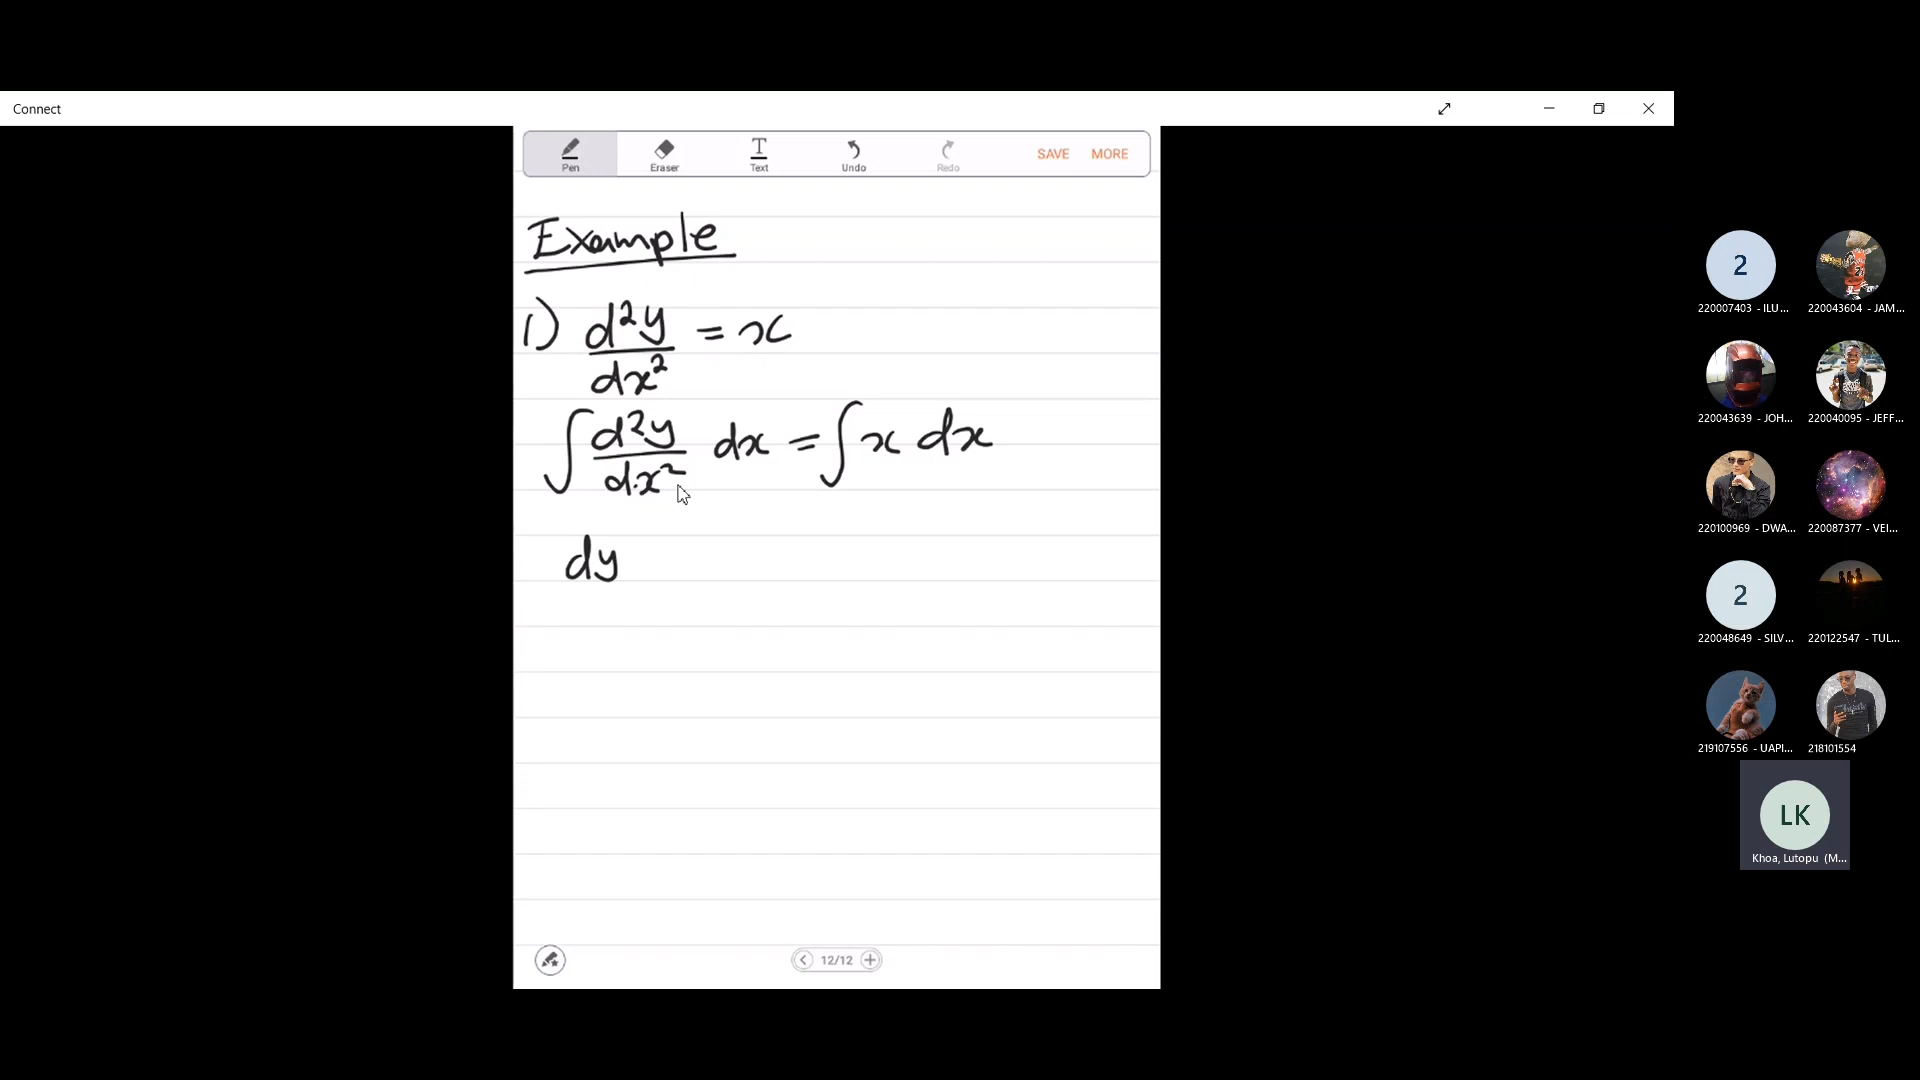 Connect
Pen Eraser Text Undo Redo SAVE MORE
Example
1) d²y/dx² = x
∫ d²y/dx² dx = ∫ x dx
dy
12/12
2
220007403 - ILU... 220043604 - JAM...
220043639 - JOH... 220040095 - JEFF...
220100969 - DWA... 220087377 - VEI...
2
220048649 - SILV... 220122547 - TUL...
219107556 - UAPI... 218101554
LK
Khoa, Lutopu (M...